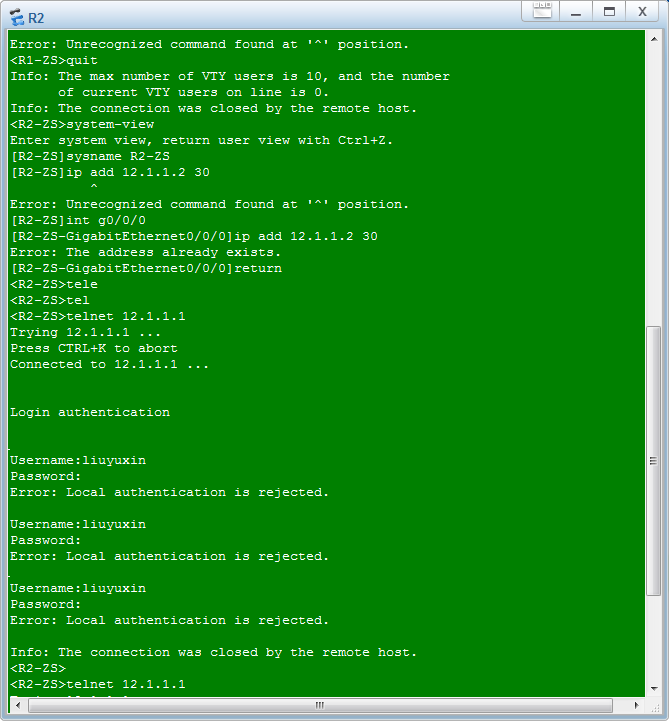 R2
Error: Unrecognized command found at '^' position.
<R1-ZS>quit
Info: The max number of VTY users is 10, and the number
of current VTY users on line is 0.
Info: The connection was closed by the remote host.
<R2-ZS>system-view
Enter system view, return user view with Ctrl+Z.
[R2-ZS]sysname R2-ZS
[R2-ZS]ip add 12.1.1.2 30
^
Error: Unrecognized command found at '^' position.
[R2-ZS]int g0/0/0
[R2-ZS-GigabitEthernet0/0/0]ip add 12.1.1.2 30
Error: The address already exists.
[R2-ZS-GigabitEthernet0/0/0]return
<R2-ZS>tele
<R2-ZS>tel
<R2-ZS>telnet 12.1.1.1
Trying 12.1.1.1 ...
Press CTRL+K to abort
Connected to 12.1.1.1 ...
Login authentication
Username:liuyuxin
Password:
Error: Local authentication is rejected.
Username:liuyuxin
Password:
Error: Local authentication is rejected.
Username:liuyuxin
Password:
Error: Local authentication is rejected.
Info: The connection was closed by the remote host.
<R2-ZS>
<R2-ZS>telnet 12.1.1.1